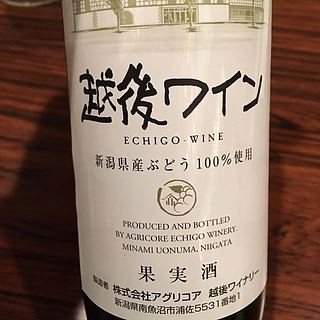 越後ワイン
ECHIGO-WINE
新潟県産ぶどう100%使用
PRODUCED AND BOTTLED
BY AGRICORE ECHIGO WINERY.
MINAMI UONUMA, NIIGATA
果実酒
製造者 株式会社アグリコア 越後ワイナリー
新潟県南魚沼市浦佐5531番地1